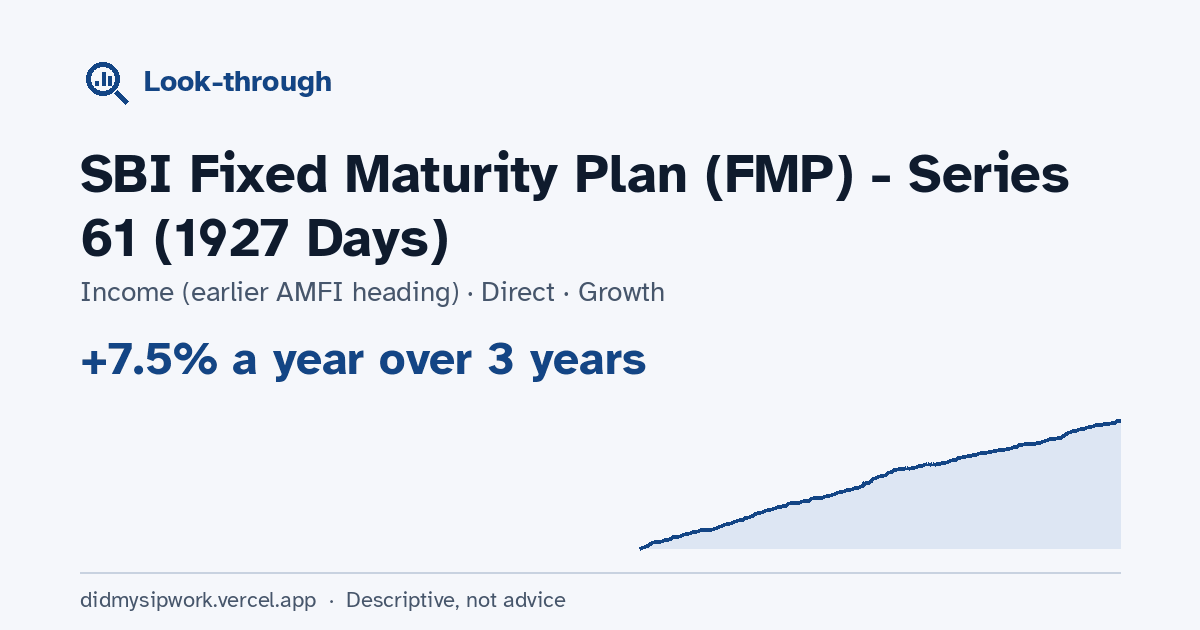 Look-through
SBI Fixed Maturity Plan (FMP) - Series
61 (1927 Days)
Income (earlier AMFI heading) · Direct · Growth
+7.5% a year over 3 years
didmysipwork.vercel.app · Descriptive, not advice